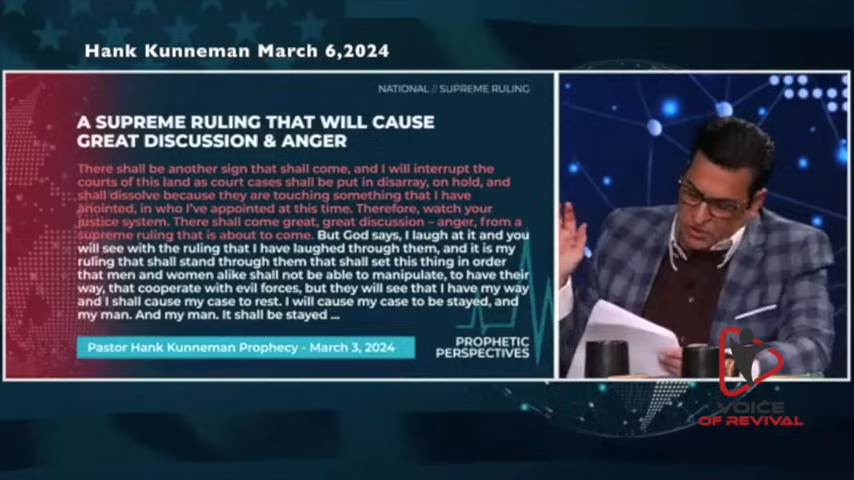 Hank Kunneman March 6,2024
NATIONAL // SUPREME RULING
A SUPREME RULING THAT WILL CAUSE
GREAT DISCUSSION & ANGER
There shall be another sign that shall come, and I will interrupt the
courts of this land as court cases shall be put in disarray, on hold, and
shall dissolve because they are touching something that I have
anointed, in who I've appointed at this time. Therefore, watch your
justice system. There shall come great, great discussion – anger, from a
supreme ruling that is about to come. But God says, I laugh at it and you
will see with the ruling that I have laughed through them, and it is my
ruling that shall stand through them that shall set this thing in order
that men and women alike shall not be able to manipulate, to have their
way, that cooperate with evil forces, but they will see that I have my way
and I shall cause my case to rest. I will cause my case to be stayed, and
my man. And my man. It shall be stayed ...
Pastor Hank Kunneman Prophecy - March 3, 2024
PROPHETIC
PERSPECTIVES
VOICE
OF REVIVAL